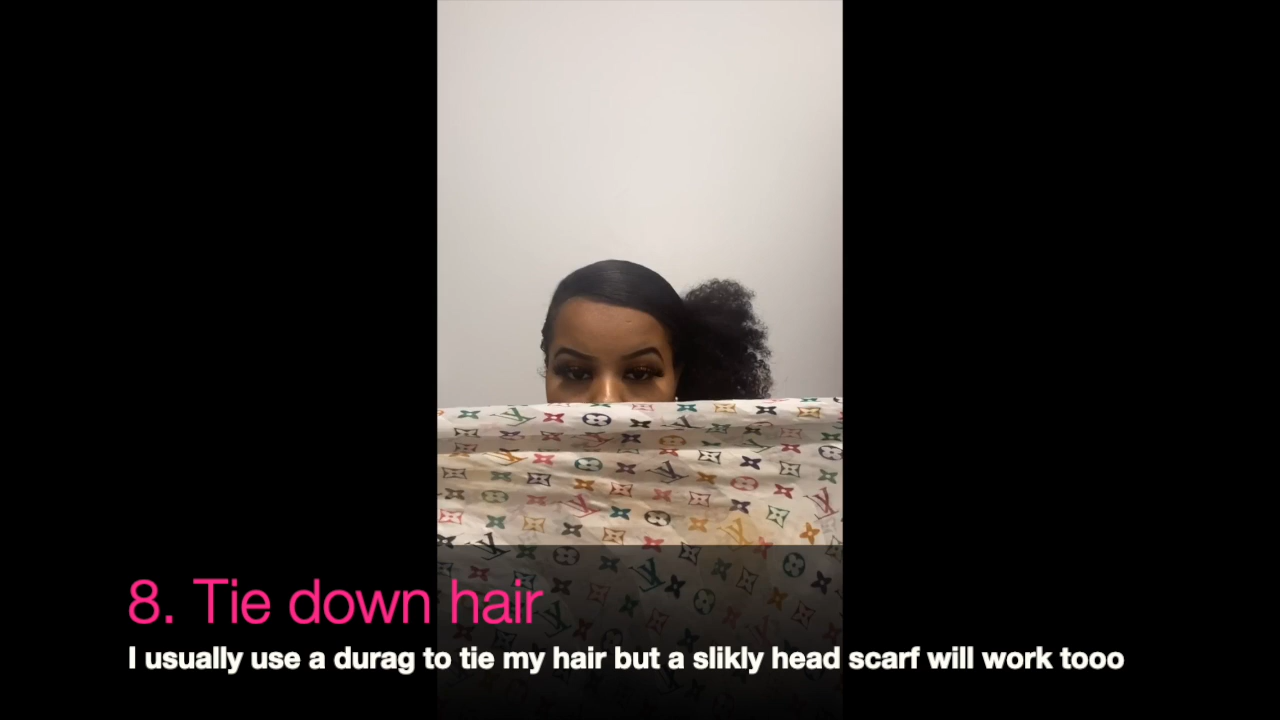 8. Tie down hair
I usually use a durag to tie my hair but a slikly head scarf will work tooo